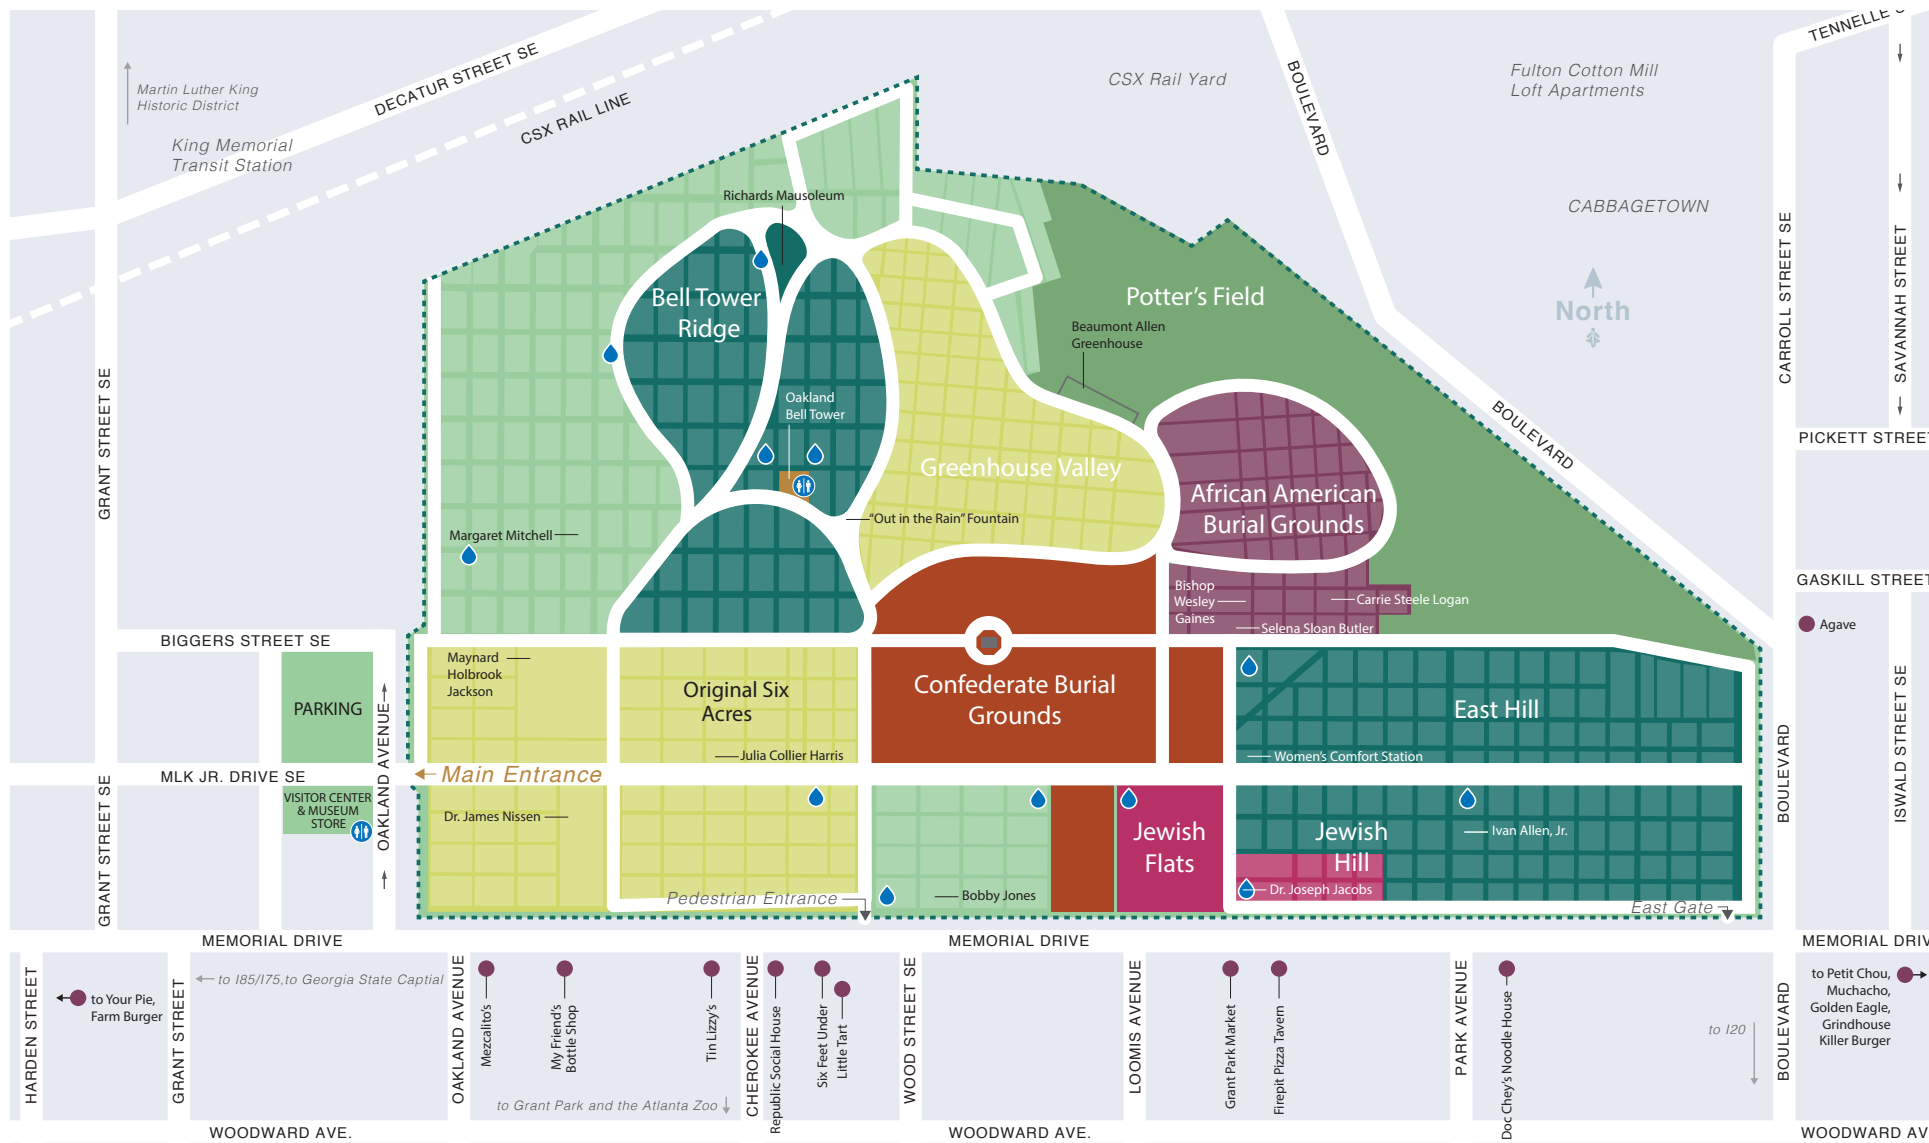 TENNELLE S
Martin Luther King
Historic District
DECATUR STREET SE
CSX RAIL LINE
CSX Rail Yard
BOULEVARD
Fulton Cotton Mill
Loft Apartments
King Memorial
Transit Station
CABBAGETOWN
Richards Mausoleum
Bell Tower
Ridge
Potter's Field
North
CARROLL STREET SE
SAVANNAH STREET
Beaumont Allen
Greenhouse
GRANT STREET SE
Oakland
Bell Tower
BOULEVARD
PICKETT STREET
Greenhouse Valley
African American
Burial Grounds
"Out in the Rain" Fountain
Margaret Mitchell
GASKILL STREET
Bishop
Wesley
Gaines
Carrie Steele Logan
Selena Sloan Butler
Agave
BIGGERS STREET SE
Maynard
Holbrook
Jackson
Original Six
Acres
Confederate Burial
Grounds
East Hill
PARKING
OAKLAND AVENUE
Julia Collier Harris
Women's Comfort Station
BOULEVARD
ISWALD STREET SE
MLK JR. DRIVE SE
Main Entrance
GRANT STREET SE
VISITOR CENTER
& MUSEUM
STORE
Dr. James Nissen
Jewish
Flats
Jewish
Hill
Ivan Allen, Jr.
Pedestrian Entrance
Bobby Jones
Dr. Joseph Jacobs
East Gate
MEMORIAL DRIVE
MEMORIAL DRIVE
MEMORIAL DRIV
HARDEN STREET
to Your Pie,
Farm Burger
GRANT STREET
to I85/I75,to Georgia State Captial
OAKLAND AVENUE
Mezcalito's
My Friend's
Bottle Shop
Tin Lizzy's
CHEROKEE AVENUE
Republic Social House
Six Feet Under
Little Tart
WOOD STREET SE
LOOMIS AVENUE
Grant Park Market
Firepit Pizza Tavern
PARK AVENUE
Doc Chey's Noodle House
to I20
BOULEVARD
to Petit Chou,
Muchacho,
Golden Eagle,
Grindhouse
Killer Burger
to Grant Park and the Atlanta Zoo
WOODWARD AVE.
WOODWARD AVE.
WOODWARD AV